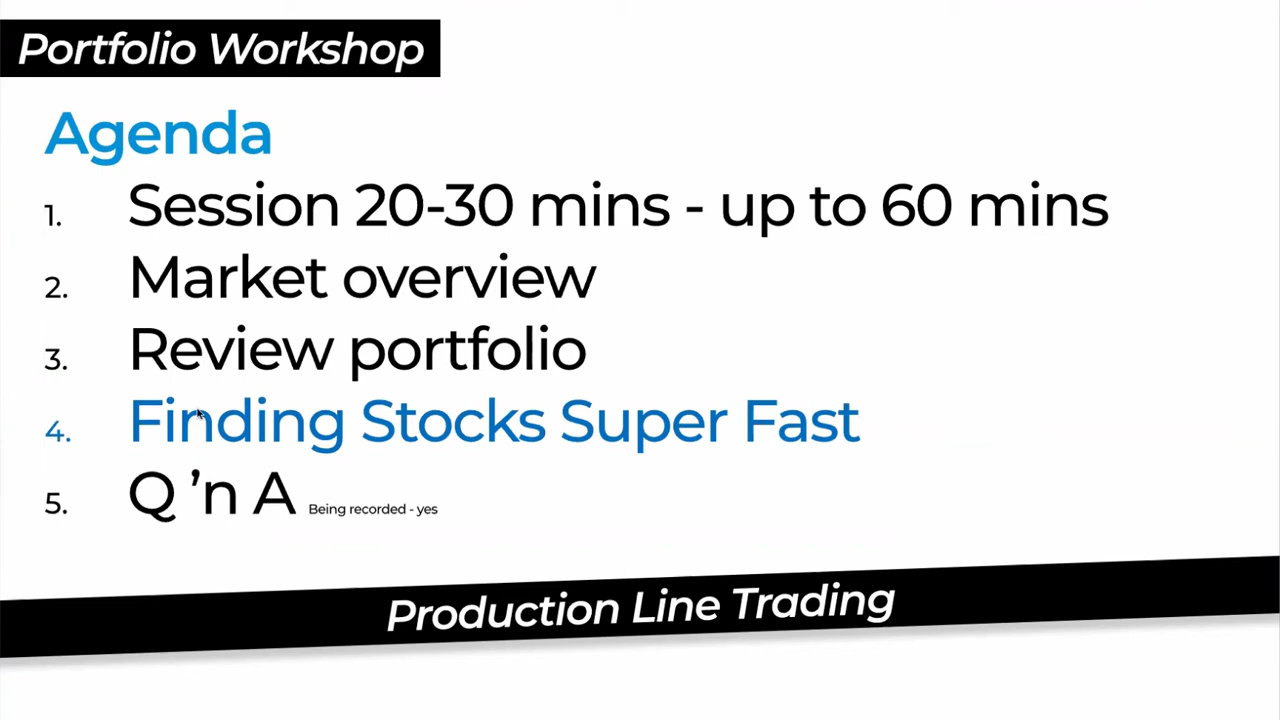 Portfolio Workshop
Agenda
1. Session 20-30 mins - up to 60 mins
2. Market overview
3. Review portfolio
4. Finding Stocks Super Fast
5. Q ’n A Being recorded - yes
Production Line Trading